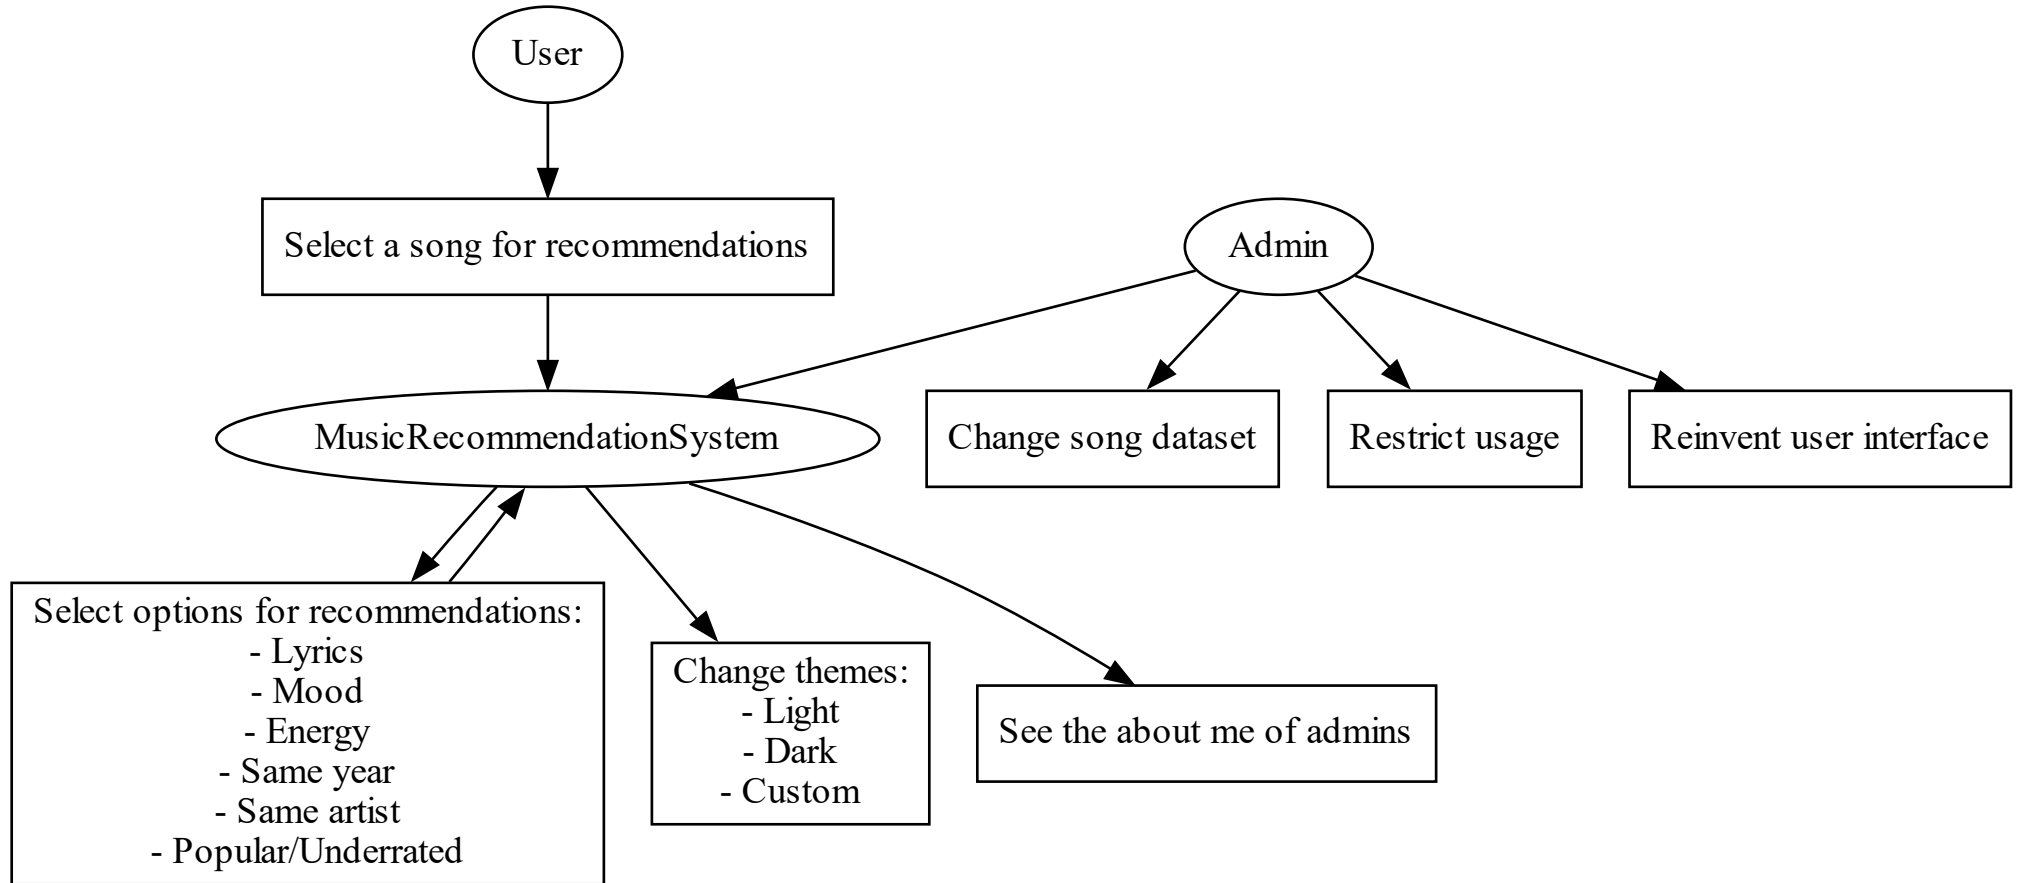 User
Select a song for recommendations
Admin
MusicRecommendationSystem
Change song dataset
Restrict usage
Reinvent user interface
Select options for recommendations:
- Lyrics
- Mood
- Energy
- Same year
- Same artist
- Popular/Underrated
Change themes:
- Light
- Dark
- Custom
See the about me of admins